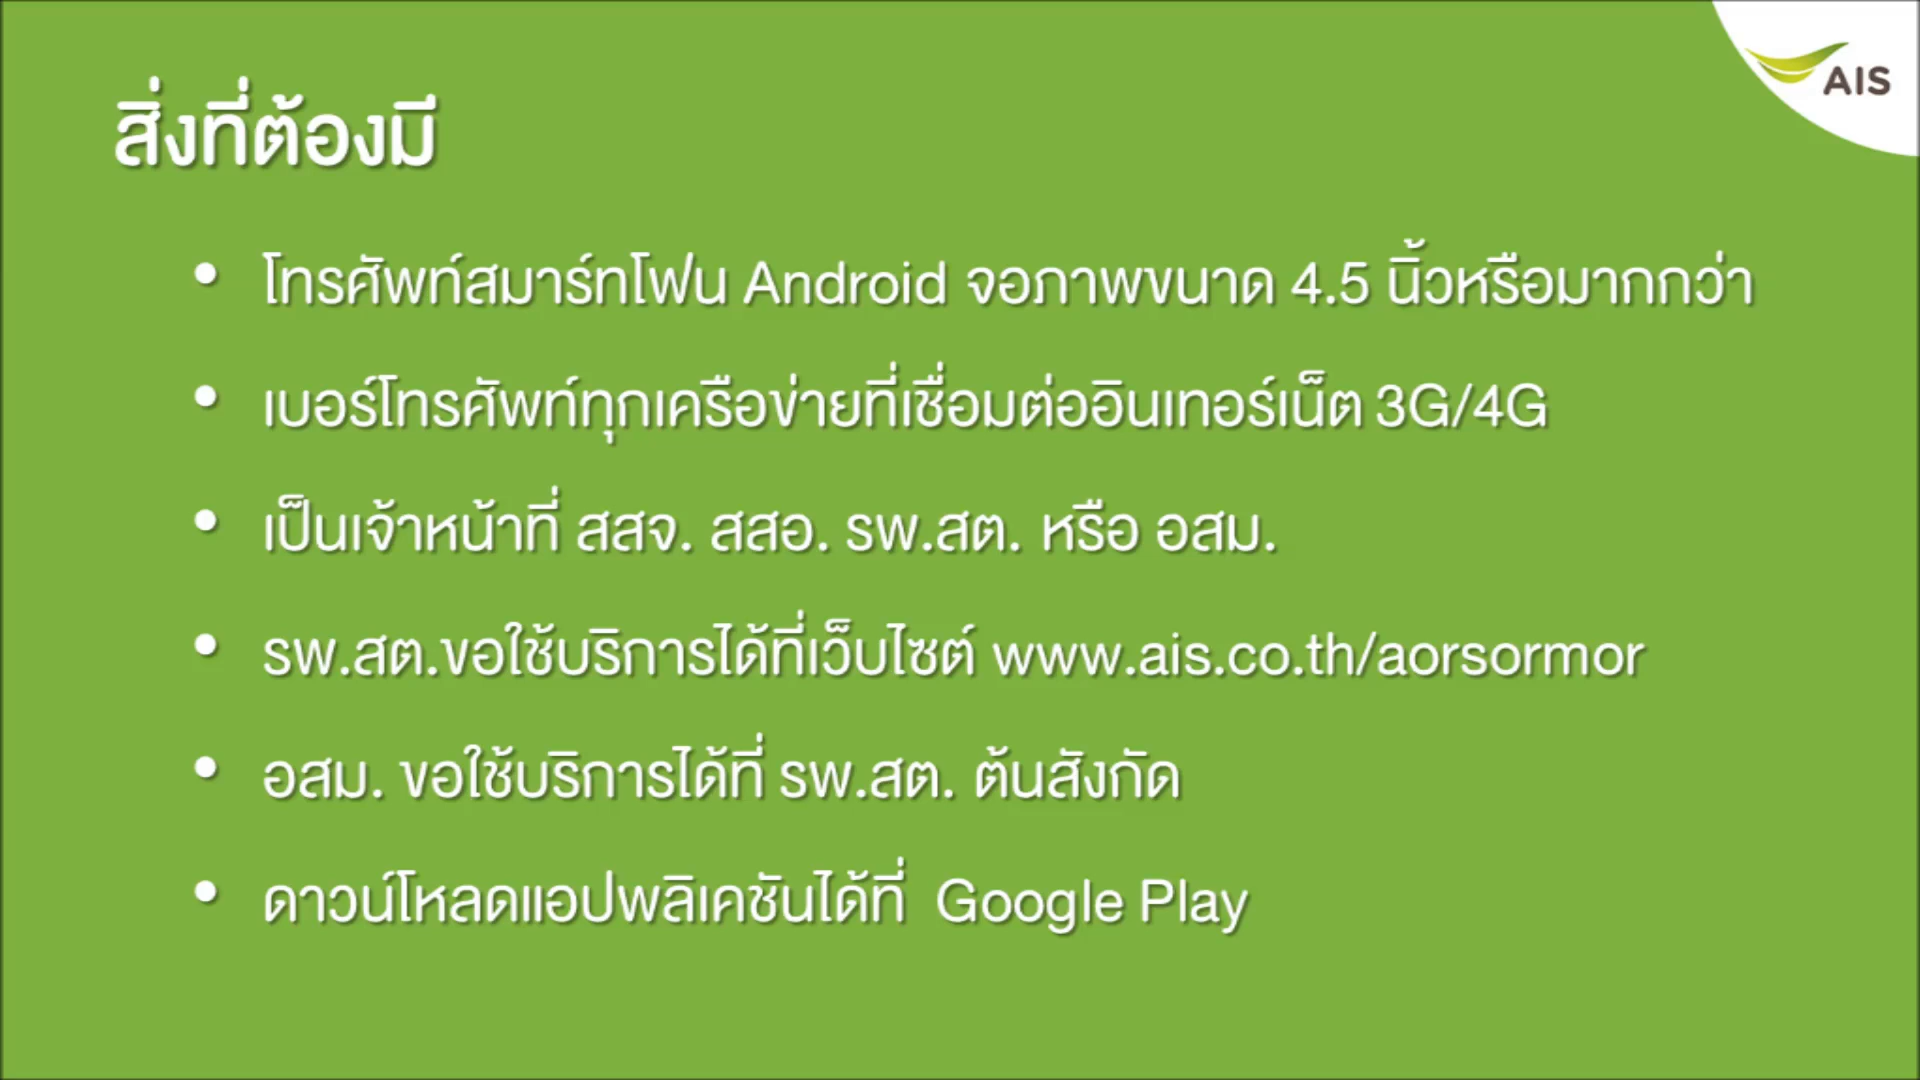 AIS
สิ่งที่ต้องมี
• โทรศัพท์สมาร์ทโฟน Android จอภาพขนาด 4.5 นิ้วหรือมากกว่า
• เบอร์โทรศัพท์ทุกเครือข่ายที่เชื่อมต่ออินเทอร์เน็ต 3G/4G
• เป็นเจ้าหน้าที่ สสจ. สสอ. รพ.สต. หรือ อสม.
• รพ.สต.ขอใช้บริการได้ที่เว็บไซต์ www.ais.co.th/aorsormor
• อสม. ขอใช้บริการได้ที่ รพ.สต. ต้นสังกัด
• ดาวน์โหลดแอปพลิเคชันได้ที่ Google Play